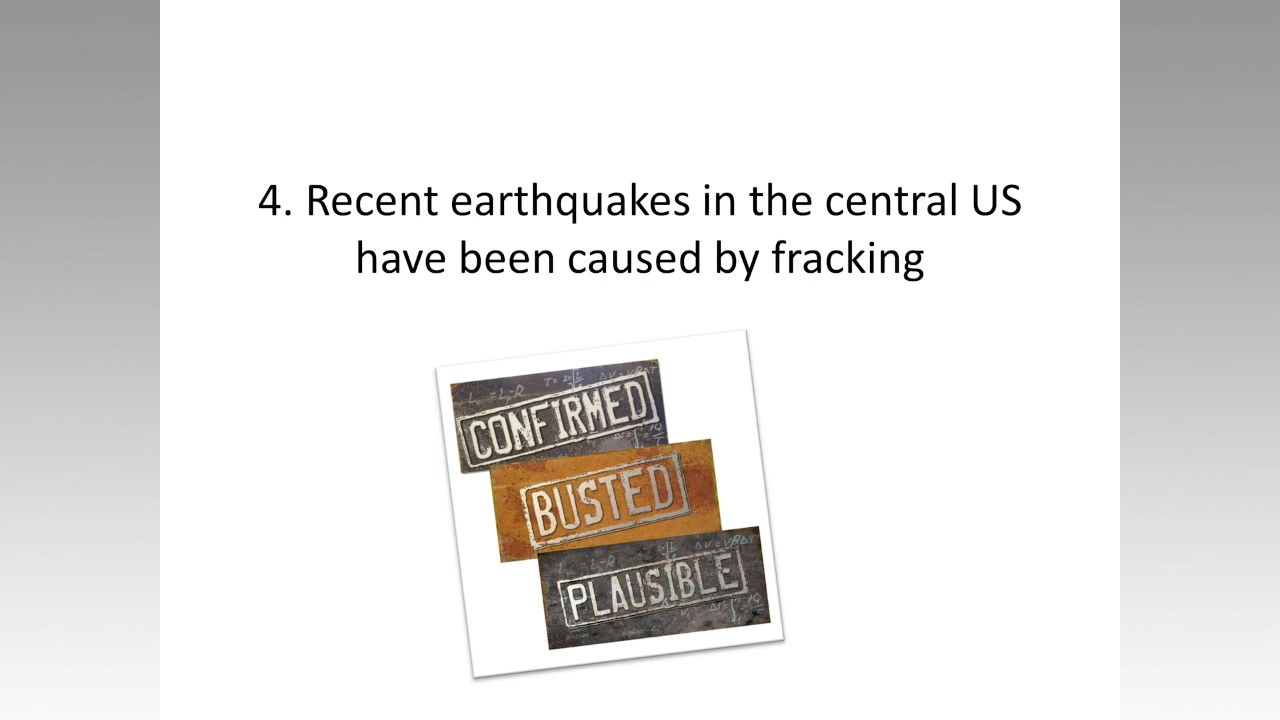 4. Recent earthquakes in the central US
have been caused by fracking
CONFIRMED
BUSTED
PLAUSIBLE